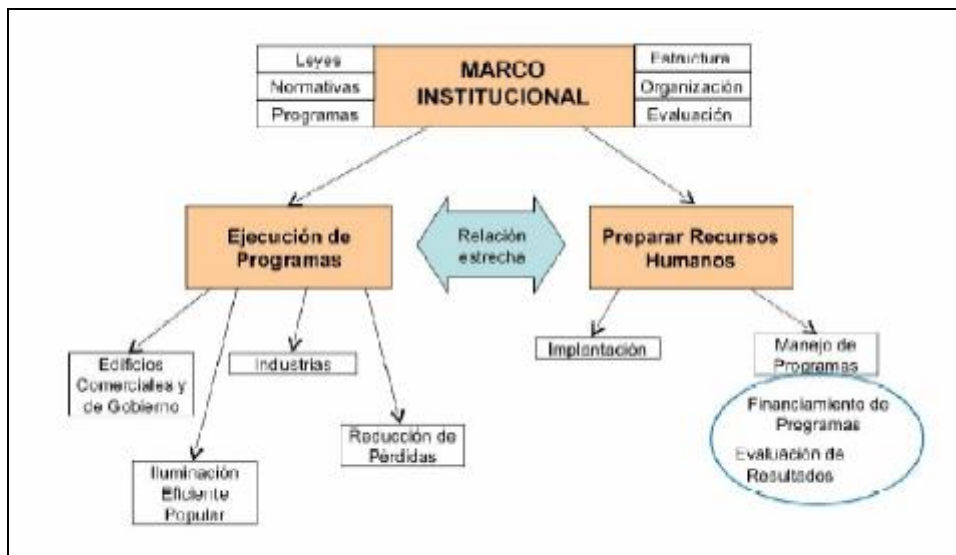 Leyes
Normativas
Programas
MARCO
INSTITUCIONAL
Estructura
Organización
Evaluación
Ejecución de
Programas
Relación
estrecha
Preparar Recursos
Humanos
Edificios
Comerciales y
de Gobierno
Industrias
Implantación
Manejo de
Programas
Financiamiento de
Programas
Evaluación de
Resultados
Reducción de
Pérdidas
Iluminación
Eficiente
Popular